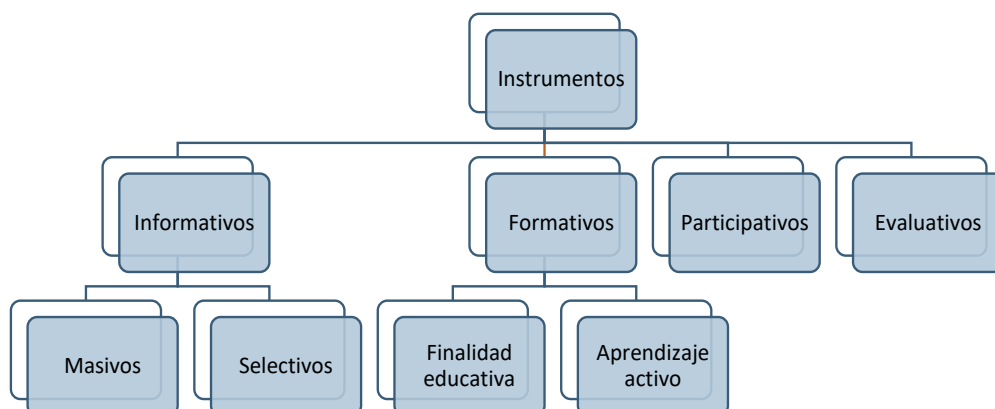 Instrumentos
Informativos
Formativos
Participativos
Evaluativos
Masivos
Selectivos
Finalidad
educativa
Aprendizaje
activo